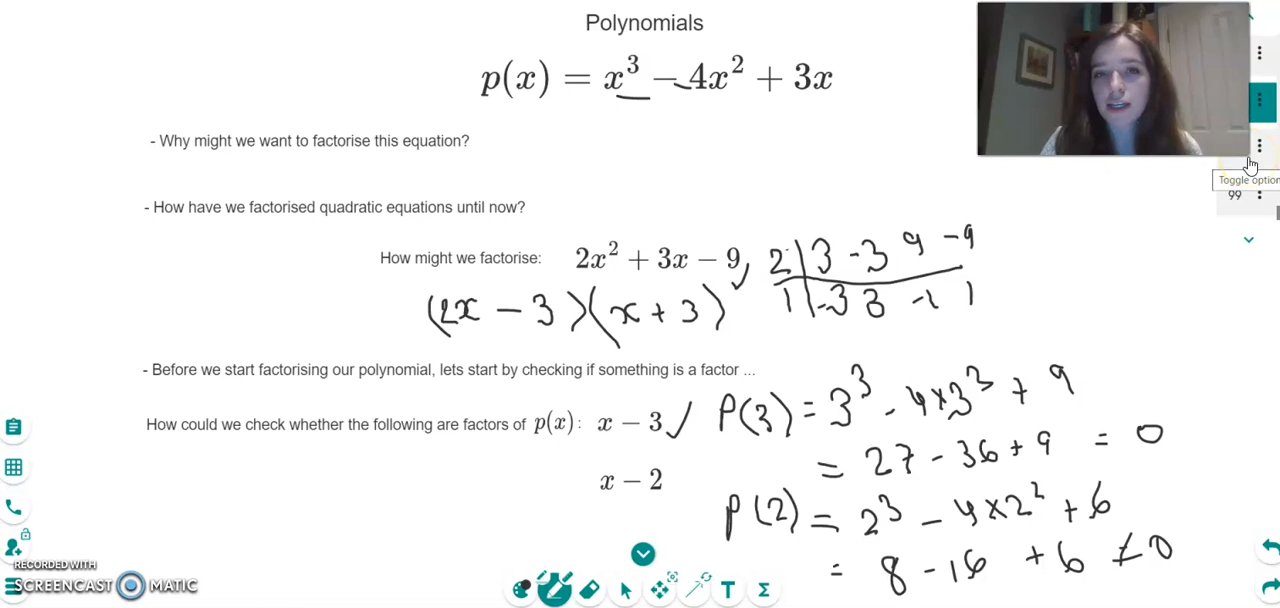 Polynomials
p(x) = x³ − 4x² + 3x
- Why might we want to factorise this equation?
Toggle option
99
- How have we factorised quadratic equations until now?
How might we factorise: 2x² + 3x − 9, 2 | 3 -3 9 -9
(2x − 3)(x + 3) 1 | -3 3 -1 1
- Before we start factorising our polynomial, lets start by checking if something is a factor ...
How could we check whether the following are factors of p(x): x − 3 ✓ P(3) = 3³ - 4×3² + 9
= 27 - 36 + 9 = 0
x − 2
P(2) = 2³ - 4×2² + 6
= 8 - 16 + 6 ≠ 0
RECORDED WITH
SCREENCAST MATIC
T Σ